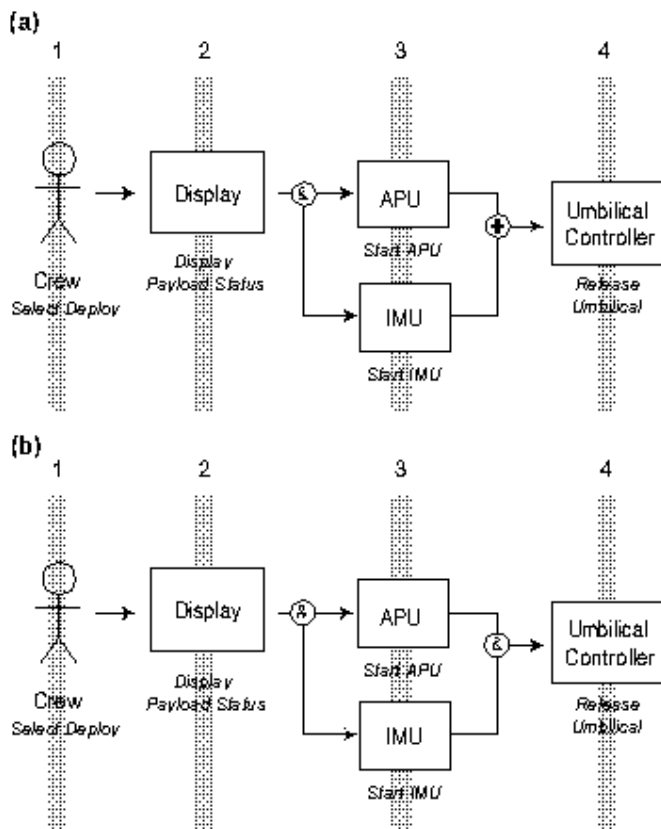 (a)
1 2 3 4
Display
&
APU
+
Umbilical
Controller
Crew
Select Deploy
Display
Payload Status
Start APU
IMU
Release
Umbilical
Start IMU
(b)
1 2 3 4
Display
&
APU
&
Umbilical
Controller
Crew
Select Deploy
Display
Payload Status
Start APU
IMU
Release
Umbilical
Start IMU